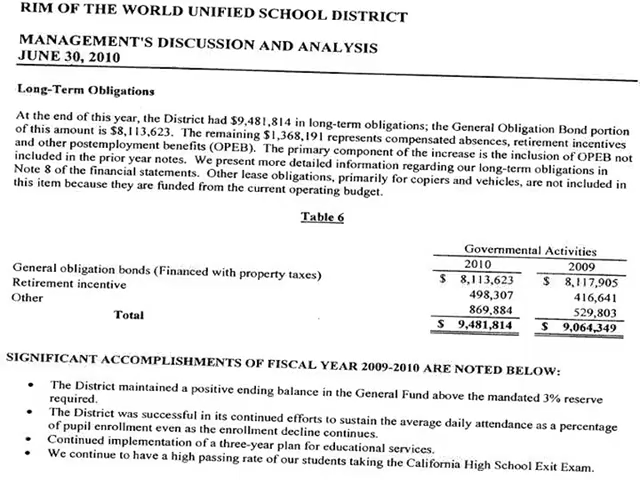 RIM OF THE WORLD UNIFIED SCHOOL DISTRICT
MANAGEMENT'S DISCUSSION AND ANALYSIS
JUNE 30, 2010
Long-Term Obligations
At the end of this year, the District had $9,481,814 in long-term obligations; the General Obligation Bond portion
of this amount is $8,113,623. The remaining $1,368,191 represents compensated absences, retirement incentives
and other postemployment benefits (OPEB). The primary component of the increase is the inclusion of OPEB not
included in the prior year notes. We present more detailed information regarding our long-term obligations in
Note 8 of the financial statements. Other lease obligations, primarily for copiers and vehicles, are not included in
this item because they are funded from the current operating budget.
Table 6
Governmental Activities
2010 2009
General obligation bonds (Financed with property taxes) $ 8,113,623 $ 8,117,905
Retirement incentive 498,307 416,641
Other 869,884 529,803
Total $ 9,481,814 $ 9,064,349
SIGNIFICANT ACCOMPLISHMENTS OF FISCAL YEAR 2009-2010 ARE NOTED BELOW:
• The District maintained a positive ending balance in the General Fund above the mandated 3% reserve
required.
• The District was successful in its continued efforts to sustain the average daily attendance as a percentage
of pupil enrollment even as the enrollment decline continues.
• Continued implementation of a three-year plan for educational services.
• We continue to have a high passing rate of our students taking the California High School Exit Exam.